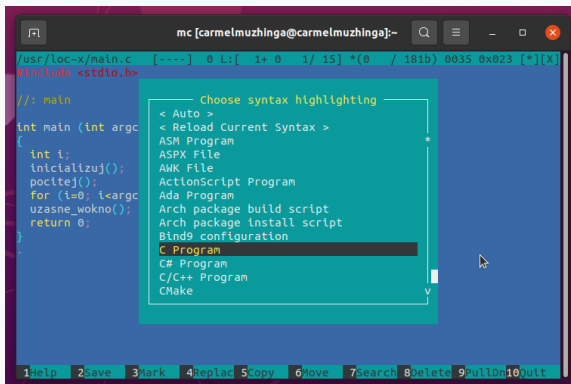 mc [carmelmuzhinga@carmelmuzhinga]:~
/usr/loc~x/main.c [----] 0 L:[ 1+ 0 1/ 15] *(0 / 181b) 0035 0x023 [*][X]
#include <stdio.h>
//: main
Choose syntax highlighting
< Auto >
int main (int argc
< Reload Current Syntax >
{
ASM Program *
int i;
ASPX File
inicializuj();
AWK File
pocitej();
ActionScript Program
for (i=0; i<argc
Ada Program
uzasne_wokno();
Arch package build script
return 0;
Arch package install script
}
Bind9 configuration
.
C Program
C# Program
C/C++ Program
CMake v
1Help 2Save 3Mark 4Replac 5Copy 6Move 7Search 8Delete 9PullDn 10Quit